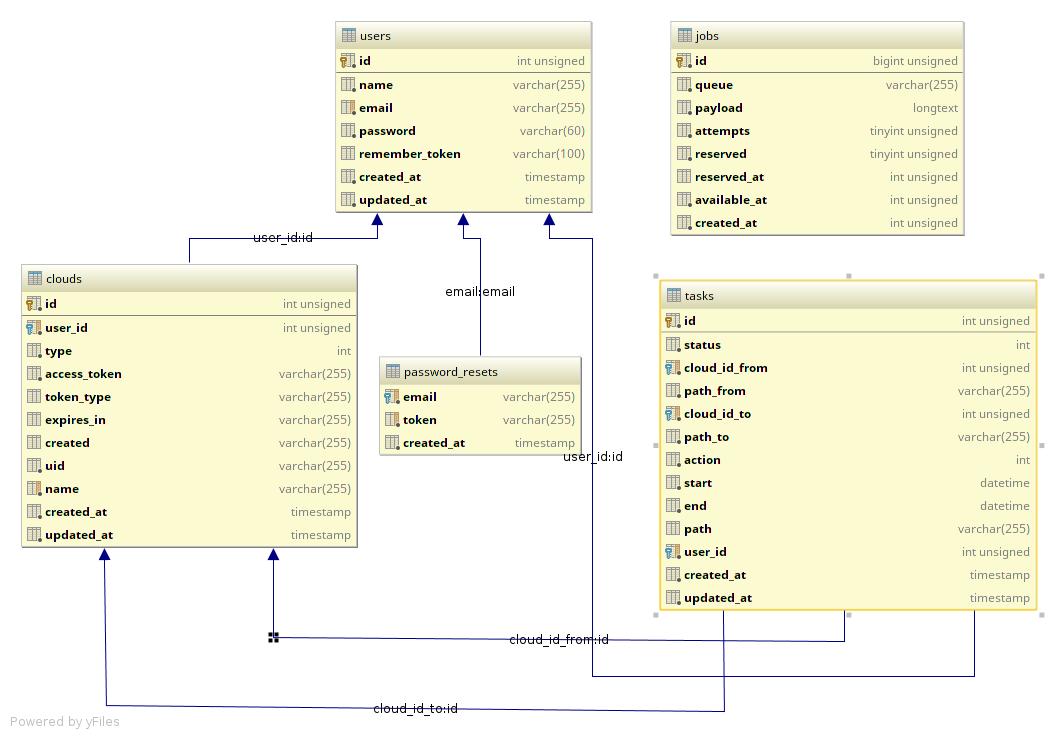 users
id int unsigned
name varchar(255)
email varchar(255)
password varchar(60)
remember_token varchar(100)
created_at timestamp
updated_at timestamp
jobs
id bigint unsigned
queue varchar(255)
payload longtext
attempts tinyint unsigned
reserved tinyint unsigned
reserved_at int unsigned
available_at int unsigned
created_at int unsigned
user_id:id
clouds
id int unsigned
user_id int unsigned
type int
access_token varchar(255)
token_type varchar(255)
expires_in varchar(255)
created varchar(255)
uid varchar(255)
name varchar(255)
created_at timestamp
updated_at timestamp
email:email
password_resets
email varchar(255)
token varchar(255)
created_at timestamp
user_id:id
tasks
id int unsigned
status int
cloud_id_from int unsigned
path_from varchar(255)
cloud_id_to int unsigned
path_to varchar(255)
action int
start datetime
end datetime
path varchar(255)
user_id int unsigned
created_at timestamp
updated_at timestamp
cloud_id_from:id
cloud_id_to:id
Powered by yFiles